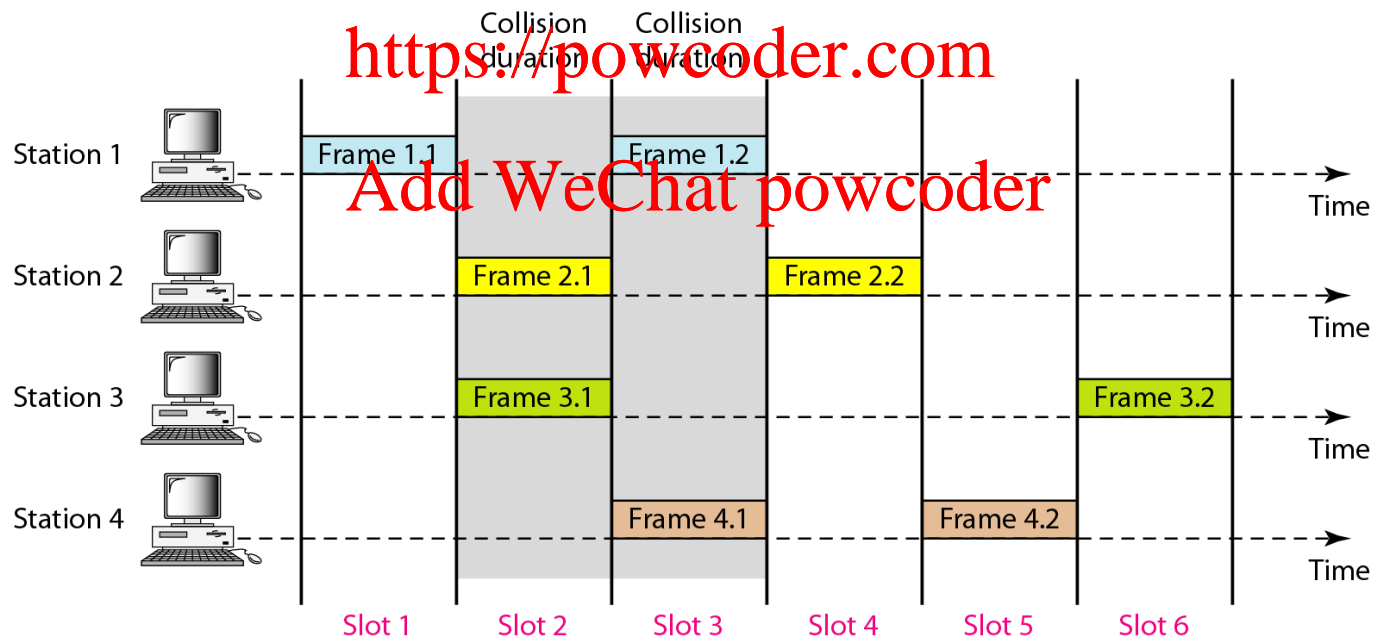 Collision
duration
Collision
duration
https://powcoder.com
Station 1
Frame 1.1
Frame 1.2
Add WeChat powcoder
Time
Station 2
Frame 2.1
Frame 2.2
Time
Station 3
Frame 3.1
Frame 3.2
Time
Station 4
Frame 4.1
Frame 4.2
Time
Slot 1
Slot 2
Slot 3
Slot 4
Slot 5
Slot 6